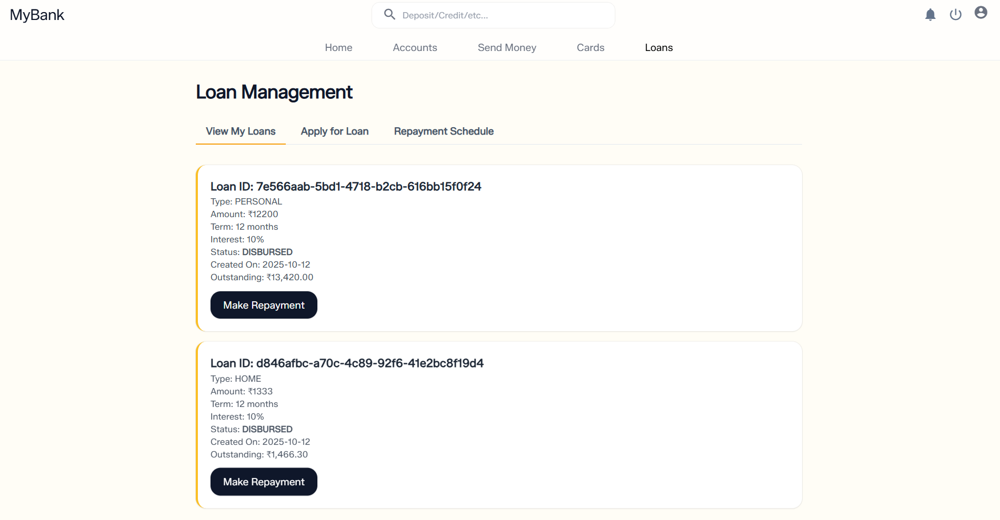 MyBank
Deposit/Credit/etc...
Home Accounts Send Money Cards Loans
Loan Management
View My Loans Apply for Loan Repayment Schedule
Loan ID: 7e566aab-5bd1-4718-b2cb-616bb15f0f24
Type: PERSONAL
Amount: ₹12200
Term: 12 months
Interest: 10%
Status: DISBURSED
Created On: 2025-10-12
Outstanding: ₹13,420.00
Make Repayment
Loan ID: d846afbc-a70c-4c89-92f6-41e2bc8f19d4
Type: HOME
Amount: ₹1333
Term: 12 months
Interest: 10%
Status: DISBURSED
Created On: 2025-10-12
Outstanding: ₹1,466.30
Make Repayment